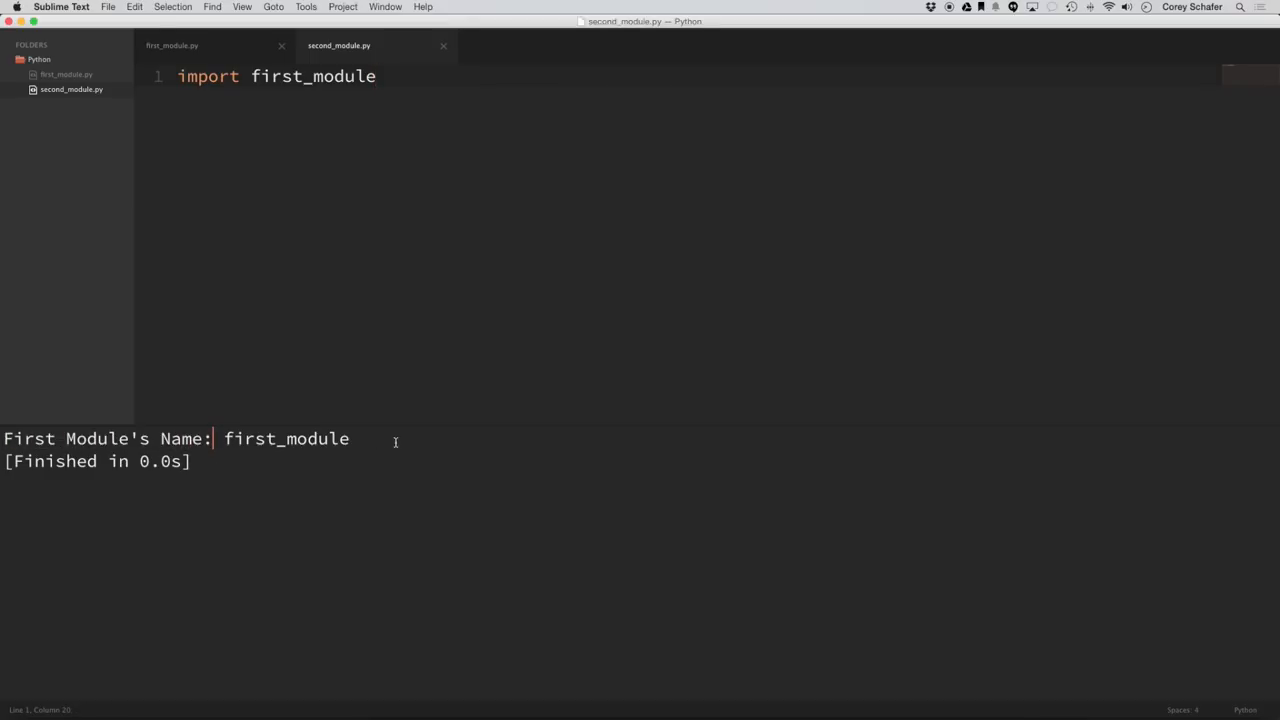 Sublime Text File Edit Selection Find View Goto Tools Project Window Help Corey Schafer
second_module.py — Python
FOLDERS
Python
first_module.py
second_module.py
first_module.py second_module.py
1 import first_module
First Module's Name: first_module
[Finished in 0.0s]
Line 1, Column 20 Spaces: 4 Python